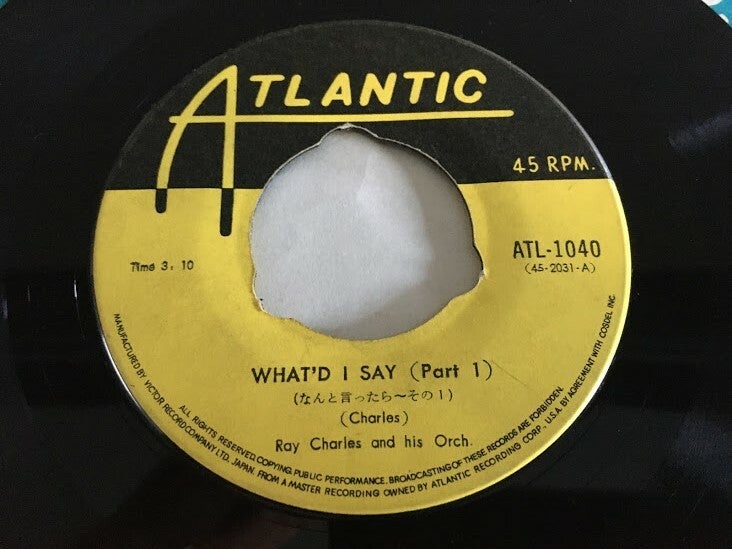 ATLANTIC
45 RPM.
Time 3:10
ATL-1040
(45-2031-A)
WHAT'D I SAY (Part 1)
(なんと言ったら〜その1)
(Charles)
Ray Charles and his Orch.
MANUFACTURED BY VICTOR RECORD COMPANY LTD. JAPAN. FROM A MASTER RECORDING OWNED BY ATLANTIC RECORDING CORP., U.S.A. BY AGREEMENT WITH COSDEL INC
ALL RIGHTS RESERVED, COPYING, PUBLIC PERFORMANCE, BROADCASTING OF THESE RECORDS ARE FORBIDDEN.